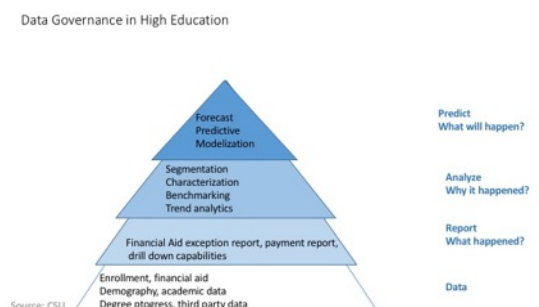 Data Governance in High Education
Forecast
Predictive
Modelization
Predict
What will happen?
Segmentation
Characterization
Benchmarking
Trend analytics
Analyze
Why it happened?
Financial Aid exception report, payment report,
drill down capabilities
Report
What happened?
Enrollment, financial aid
Demography, academic data
Degree ptogress, third party data
Data
Source: CSU